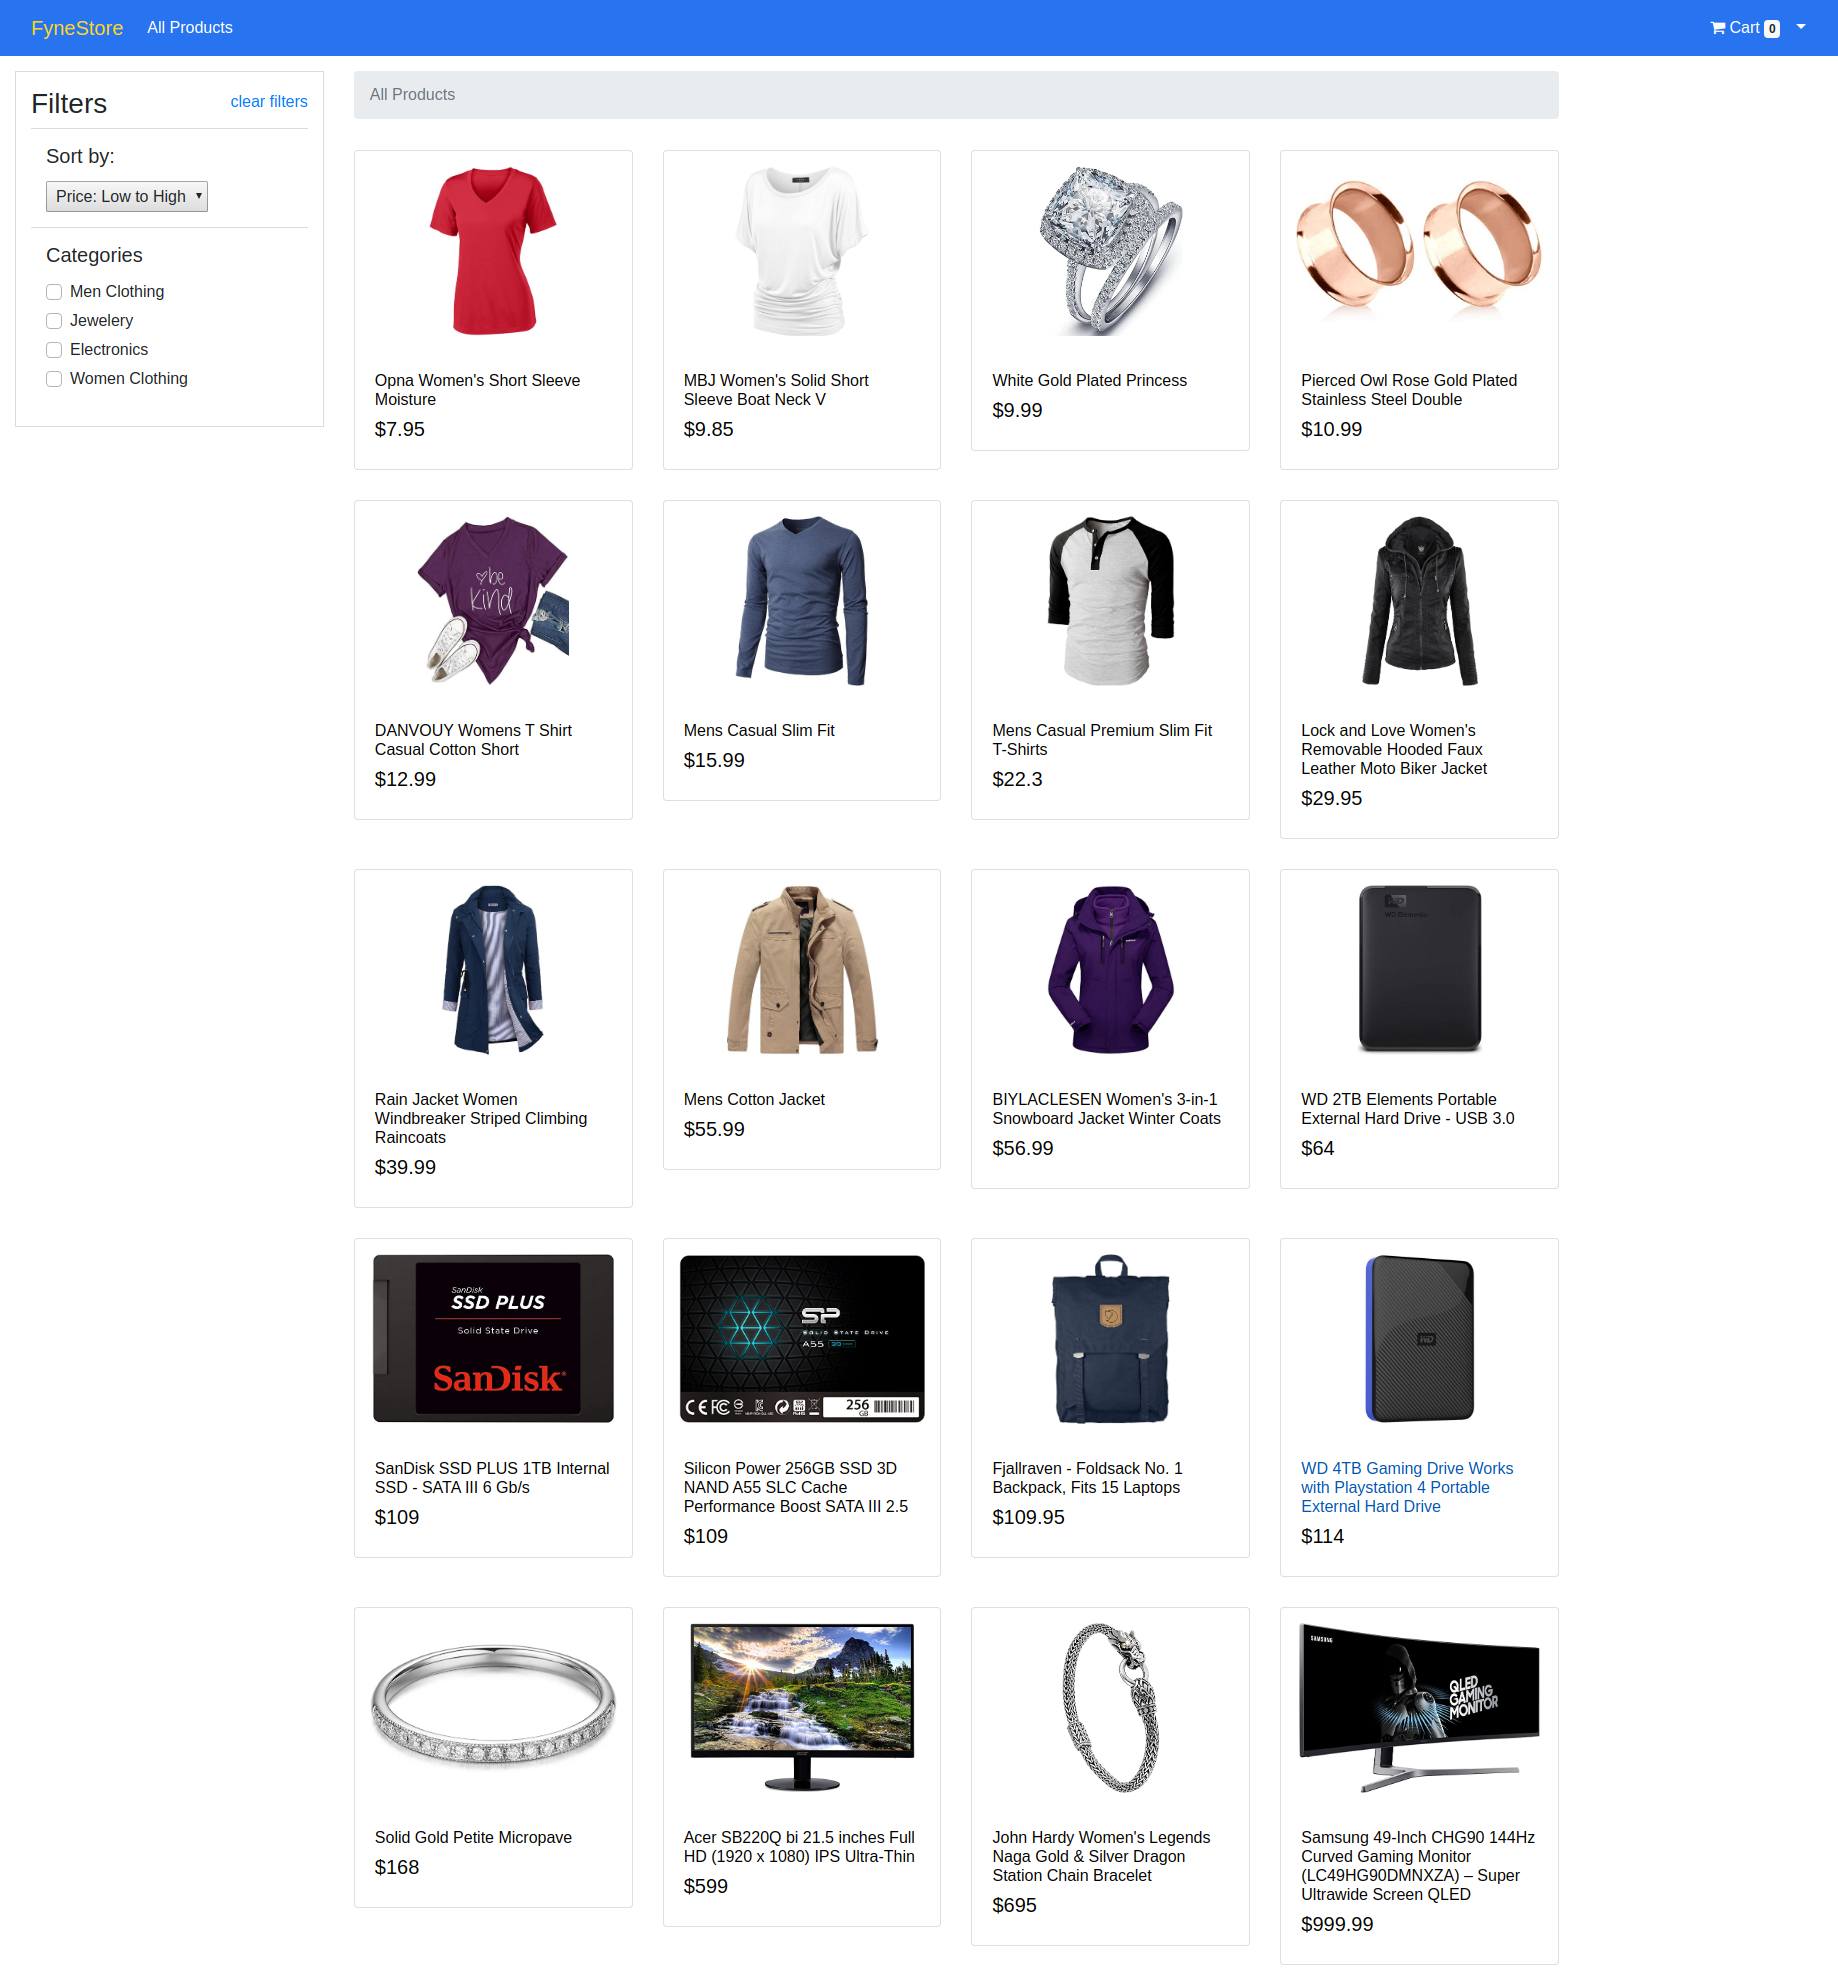 FyneStore All Products Cart 0
Filters clear filters
Sort by:
Price: Low to High
Categories
Men Clothing
Jewelery
Electronics
Women Clothing
All Products
Opna Women's Short Sleeve
Moisture
$7.95
MBJ Women's Solid Short
Sleeve Boat Neck V
$9.85
White Gold Plated Princess
$9.99
Pierced Owl Rose Gold Plated
Stainless Steel Double
$10.99
be
kind
DANVOUY Womens T Shirt
Casual Cotton Short
$12.99
Mens Casual Slim Fit
$15.99
Mens Casual Premium Slim Fit
T-Shirts
$22.3
Lock and Love Women's
Removable Hooded Faux
Leather Moto Biker Jacket
$29.95
Rain Jacket Women
Windbreaker Striped Climbing
Raincoats
$39.99
Mens Cotton Jacket
$55.99
BIYLACLESEN Women's 3-in-1
Snowboard Jacket Winter Coats
$56.99
WD
WD Elements
WD 2TB Elements Portable
External Hard Drive - USB 3.0
$64
SanDisk
SSD PLUS
Solid State Drive
SanDisk
SanDisk SSD PLUS 1TB Internal
SSD - SATA III 6 Gb/s
$109
SP
SOLID STATE DRIVE
A55
256
GB
Silicon Power 256GB SSD 3D
NAND A55 SLC Cache
Performance Boost SATA III 2.5
$109
Fjallraven - Foldsack No. 1
Backpack, Fits 15 Laptops
$109.95
WD
WD 4TB Gaming Drive Works
with Playstation 4 Portable
External Hard Drive
$114
Solid Gold Petite Micropave
$168
acer
Acer SB220Q bi 21.5 inches Full
HD (1920 x 1080) IPS Ultra-Thin
$599
John Hardy Women's Legends
Naga Gold & Silver Dragon
Station Chain Bracelet
$695
SAMSUNG
QLED
GAMING
MONITOR
Samsung 49-Inch CHG90 144Hz
Curved Gaming Monitor
(LC49HG90DMNXZA) – Super
Ultrawide Screen QLED
$999.99